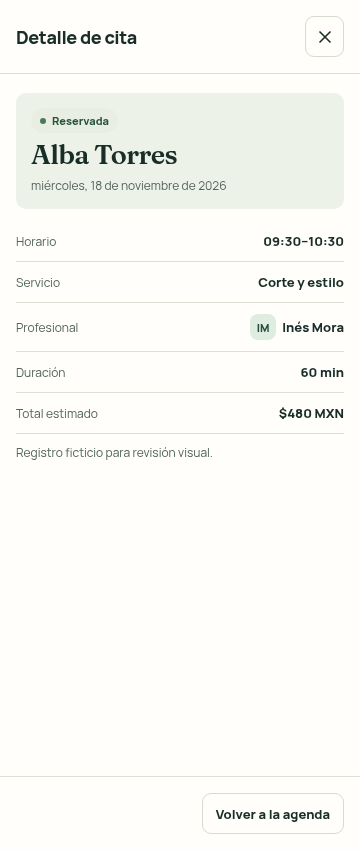 Detalle de cita
Reservada
Alba Torres
miércoles, 18 de noviembre de 2026
Horario 09:30–10:30
Servicio Corte y estilo
Profesional IM Inés Mora
Duración 60 min
Total estimado $480 MXN
Registro ficticio para revisión visual.
Volver a la agenda